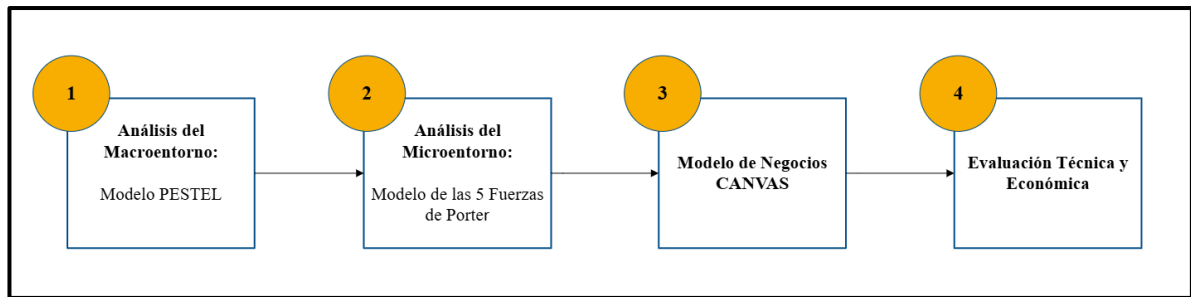 1
Análisis del
Macroentorno:
Modelo PESTEL
2
Análisis del
Microentorno:
Modelo de las 5 Fuerzas
de Porter
3
Modelo de Negocios
CANVAS
4
Evaluación Técnica y
Económica